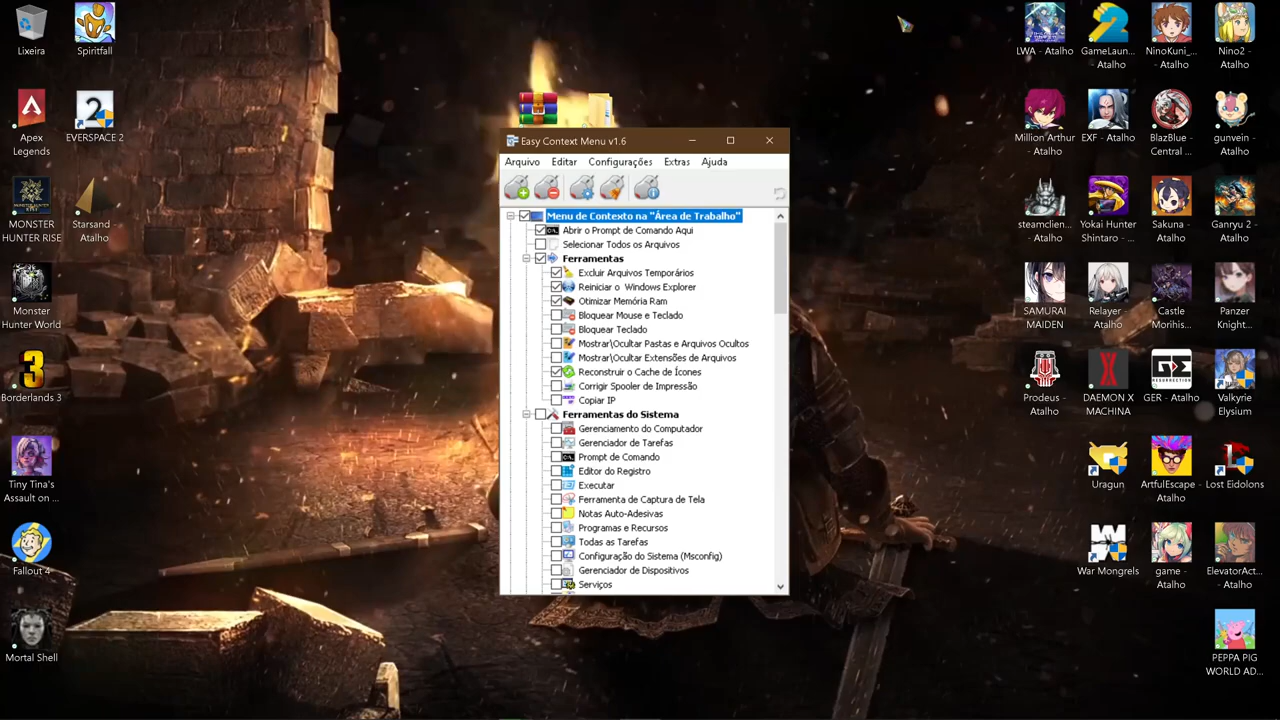 Lixeira
Spiritfall
Apex
Legends
EVERSPACE 2
MONSTER
HUNTER RISE
Starsand -
Atalho
Monster
Hunter World
Borderlands 3
Tiny Tina's
Assault on ...
Fallout 4
Mortal Shell
Easy Context Menu v1.6
Arquivo Editar Configurações Extras Ajuda
Menu de Contexto na "Área de Trabalho"
Abrir o Prompt de Comando Aqui
Selecionar Todos os Arquivos
Ferramentas
Excluir Arquivos Temporários
Reiniciar o Windows Explorer
Otimizar Memória Ram
Bloquear Mouse e Teclado
Bloquear Teclado
Mostrar\Ocultar Pastas e Arquivos Ocultos
Mostrar\Ocultar Extensões de Arquivos
Reconstruir o Cache de Ícones
Corrigir Spooler de Impressão
Copiar IP
Ferramentas do Sistema
Gerenciamento do Computador
Gerenciador de Tarefas
Prompt de Comando
Editor do Registro
Executar
Ferramenta de Captura de Tela
Notas Auto-Adesivas
Programas e Recursos
Todas as Tarefas
Configuração do Sistema (Msconfig)
Gerenciador de Dispositivos
Serviços
LWA - Atalho
GameLaun...
- Atalho
NinoKuni_...
- Atalho
Nino2 -
Atalho
Million Arthur
- Atalho
EXF - Atalho
BlazBlue
Central ...
gunvein -
Atalho
steamclien...
- Atalho
Yokai Hunter
Shintaro - ...
Sakuna -
Atalho
Ganryu 2 -
Atalho
SAMURAI
MAIDEN
Relayer -
Atalho
Castle
Morihis...
Panzer
Knight...
Prodeus -
Atalho
DAEMON X
MACHINA
GER - Atalho
Valkyrie
Elysium
Uragun
ArtfulEscape -
Atalho
Lost Eidolons
War Mongrels
game -
Atalho
ElevatorAct...
- Atalho
PEPPA PIG
WORLD AD...